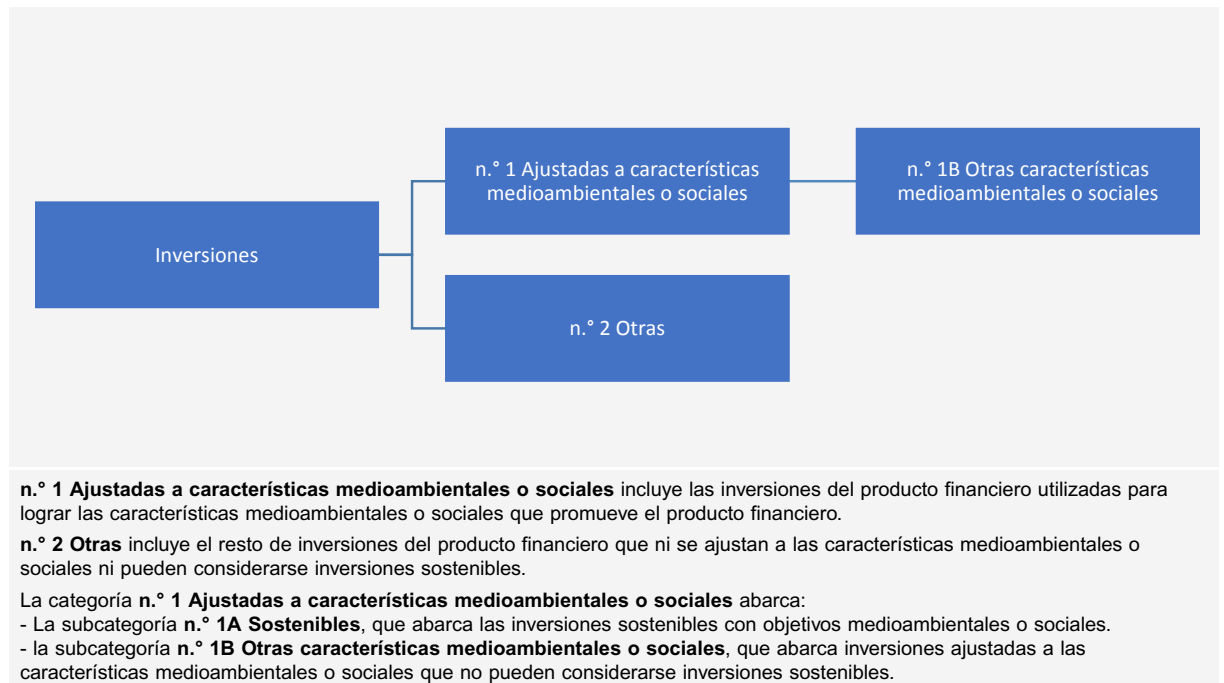 n.° 1 Ajustadas a característícas
medioambientales o sociales
n.° 1B Otras características
medioambientales o sociales
Inversiones
n.° 2 Otras
n.° 1 Ajustadas a características medioambientales o sociales incluye las inversiones del producto financiero utilizadas para
lograr las características medioambientales o sociales que promueve el producto financiero.
n.° 2 Otras incluye el resto de inversiones del producto financiero que ni se ajustan a las características medioambientales o
sociales ni pueden considerarse inversiones sostenibles.
La categoría n.° 1 Ajustadas a características medioambientales o sociales abarca:
- La subcategoría n.° 1A Sostenibles, que abarca las inversiones sostenibles con objetivos medioambientales o sociales.
- la subcategoría n.° 1B Otras características medioambientales o sociales, que abarca inversiones ajustadas a las
características medioambientales o sociales que no pueden considerarse inversiones sostenibles.